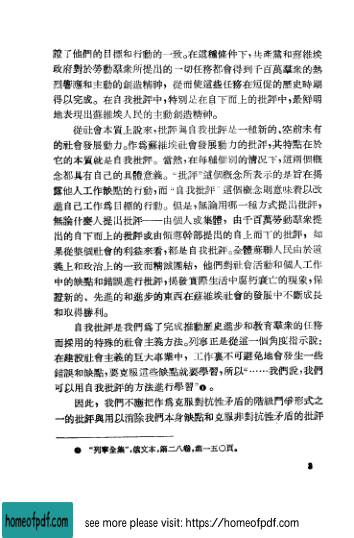 證了他們的目標和行動的一致。在這種條件下，共產黨和蘇維埃
政府對於勞動羣衆所提出的一切任務都會得到千百萬羣衆的熱
烈響應和主動的創造精神，從而使這些任務在短促的歷史時期
得以完成。在自我批評中，特別是在自下而上的批評中，最鮮明
地表現出蘇維埃人民的主動創造精神。
從社會本質上說來，批評與自我批評是一種新的、空前未有
的社會發展動力。作爲蘇維埃社會發展動力的批評，其特點在於
它的本質就是自我批評。當然，在每種個別的情况下，這兩個概
念都具有自己的具體意義。“批評”這個概念所表示的是旨在揭
露他人工作缺點的行動，而“自我批評”這個概念則意味着以改
進自己工作爲目標的行動。但是，無論用哪一種方式提出批評，
無論什麽人提出批評——由個人或集體，由千百萬勞動羣衆提
出的自下而上的批評或由領導幹部提出的自上而下的批評，如
果從整個社會的利益來看，都是自我批評。全體蘇聯人民由於道
義上和政治上的一致而精誠團結，他們對社會活動和個人工作
中的缺點和錯誤進行批評，揭發實際生活中腐朽衰亡的現象，保
證新的、先進的和進步的東西在蘇維埃社會的發展中不斷成長
和取得勝利。
自我批評是我們爲了完成推動歷史進步和教育羣衆的任務
而採用的特殊的社會主義方法。列寧正是從這一個角度指示說：
在建設社會主義的巨大事業中，工作裏不可避免地會發生一些
錯誤和缺點，要克服這些缺點就要學習，所以“……我們說，我們
可以用自我批評的方法進行學習”❶。
因此，我們不應把作爲克服對抗性矛盾的階級鬥爭形式之
一的批評與用以消除我們本身缺點和克服非對抗性矛盾的批評
❶ “列寧全集”，俄文本，第二八卷，第一五〇頁。
3
homeofpdf.com
see more please visit: https://homeofpdf.com